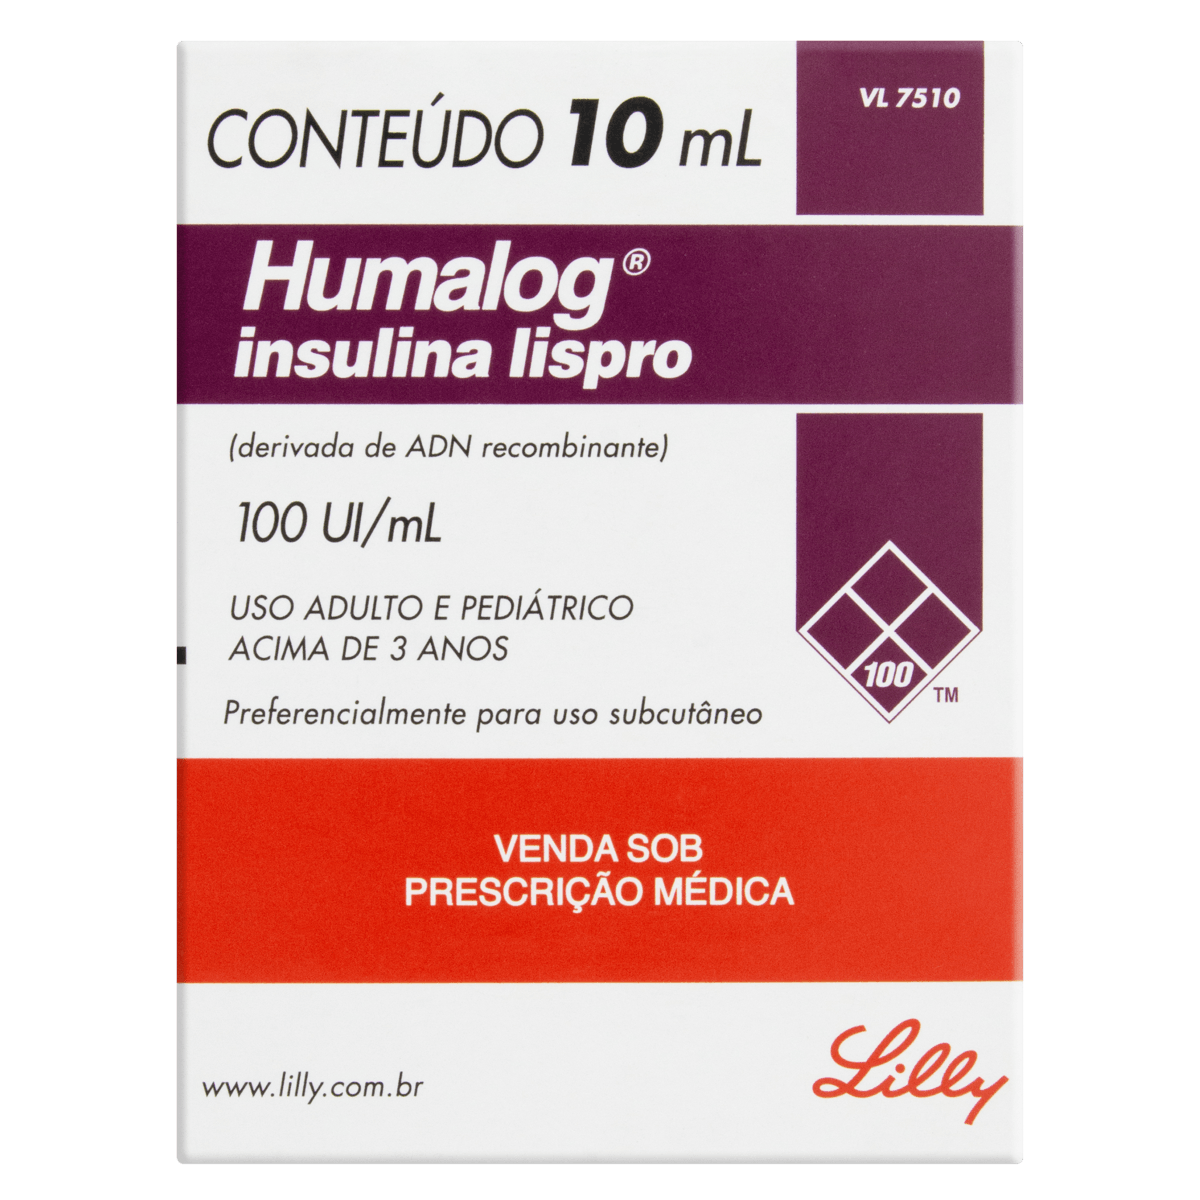 CONTEÚDO 10 mL
VL 7510
Humalog®
insulina lispro
(derivada de ADN recombinante)
100 UI/mL
USO ADULTO E PEDIÁTRICO
ACIMA DE 3 ANOS
100 TM
Preferencialmente para uso subcutâneo
VENDA SOB
PRESCRIÇÃO MÉDICA
www.lilly.com.br
Lilly